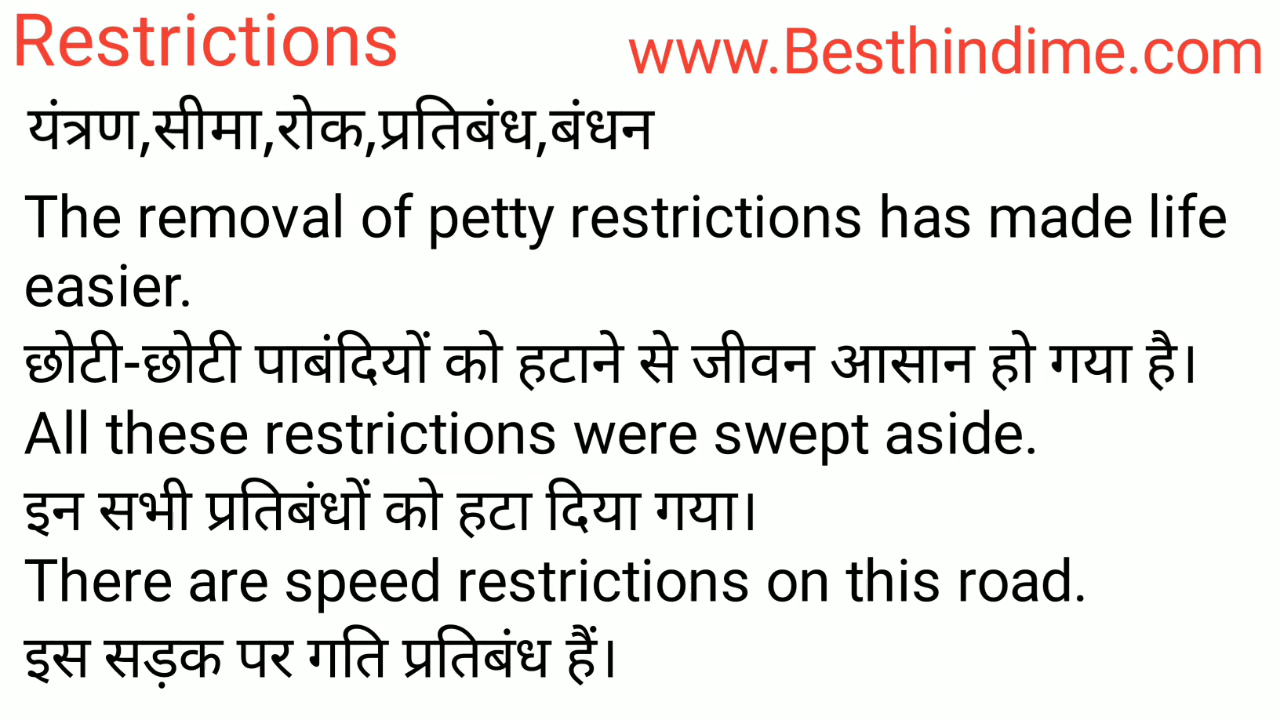 Restrictions
www.Besthindime.com
यंत्रण,सीमा,रोक,प्रतिबंध,बंधन
The removal of petty restrictions has made life
easier.
छोटी-छोटी पाबंदियों को हटाने से जीवन आसान हो गया है।
All these restrictions were swept aside.
इन सभी प्रतिबंधों को हटा दिया गया।
There are speed restrictions on this road.
इस सड़क पर गति प्रतिबंध हैं।